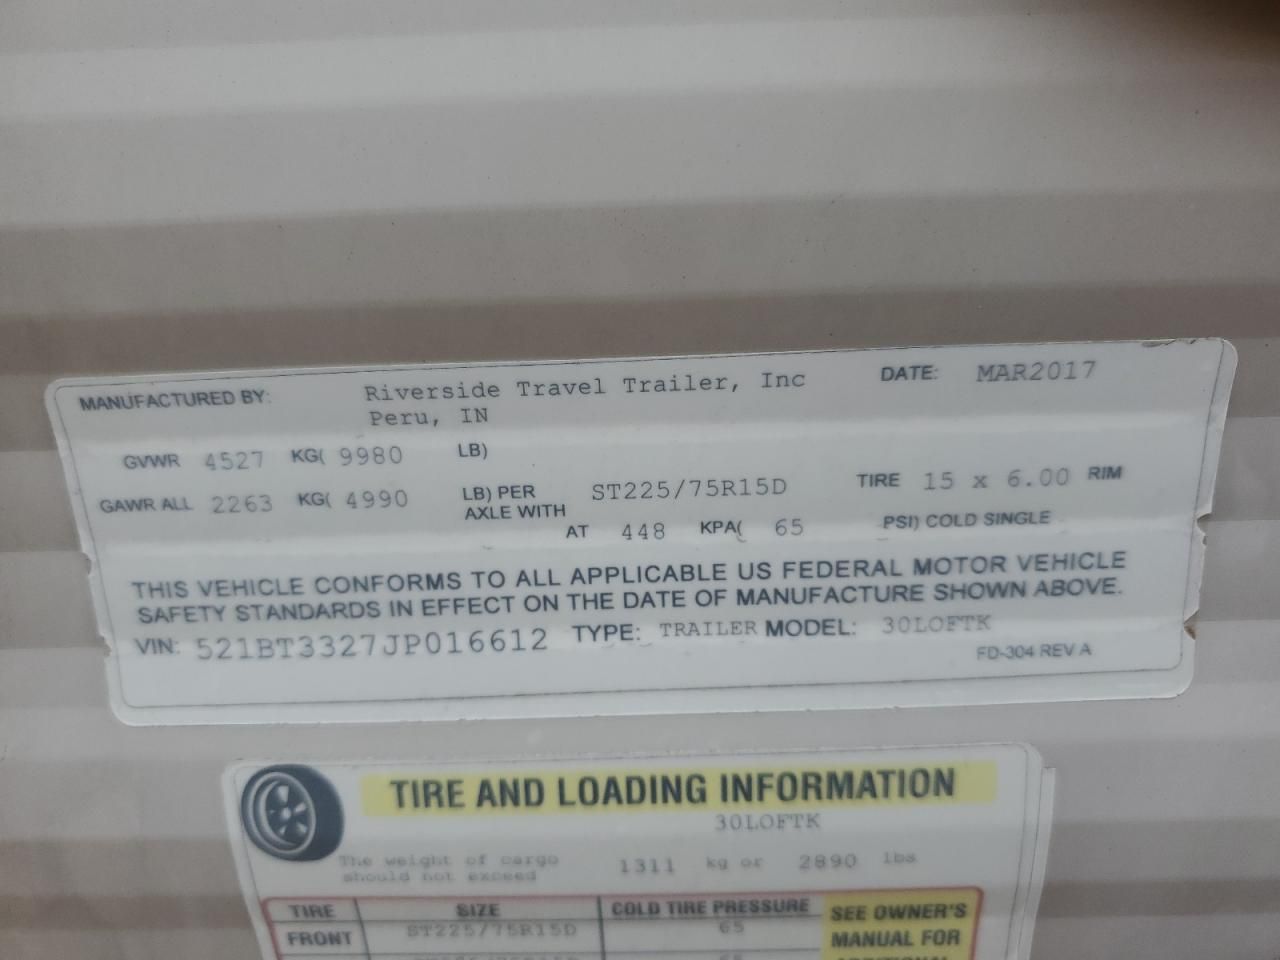 MANUFACTURED BY: Riverside Travel Trailer, Inc DATE: MAR2017
Peru, IN
GVWR 4527 KG( 9980 LB)
GAWR ALL 2263 KG( 4990 LB) PER AXLE WITH ST225/75R15D TIRE 15 x 6.00 RIM
AT 448 KPA( 65 PSI) COLD SINGLE
THIS VEHICLE CONFORMS TO ALL APPLICABLE US FEDERAL MOTOR VEHICLE
SAFETY STANDARDS IN EFFECT ON THE DATE OF MANUFACTURE SHOWN ABOVE.
VIN: 521BT3327JP016612 TYPE: TRAILER MODEL: 30LOFTK
FD-304 REV A
TIRE AND LOADING INFORMATION
30LOFTK
The weight of cargo should not exceed 1311 kg or 2890 lbs
TIRE SIZE COLD TIRE PRESSURE SEE OWNER'S
FRONT ST225/75R15D 65 MANUAL FOR